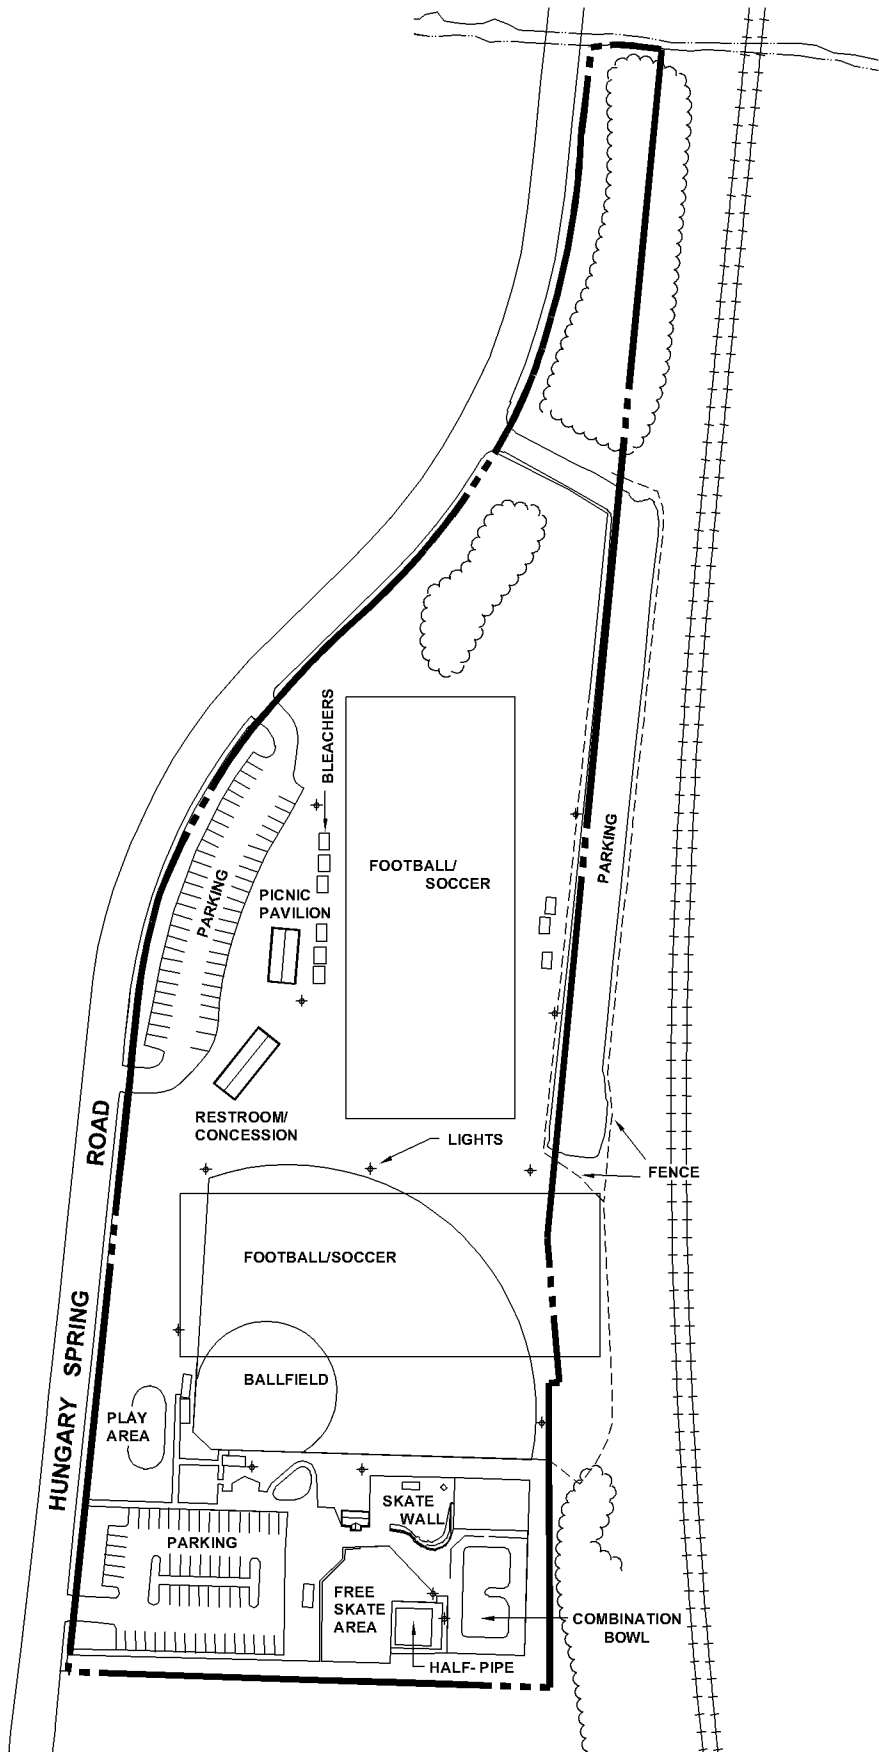 BLEACHERS
FOOTBALL/
SOCCER
PARKING
PARKING
PICNIC
PAVILION
RESTROOM/
CONCESSION
LIGHTS
FENCE
HUNGARY SPRING ROAD
FOOTBALL/SOCCER
BALLFIELD
PLAY
AREA
SKATE
WALL
PARKING
FREE
SKATE
AREA
COMBINATION
BOWL
HALF-PIPE